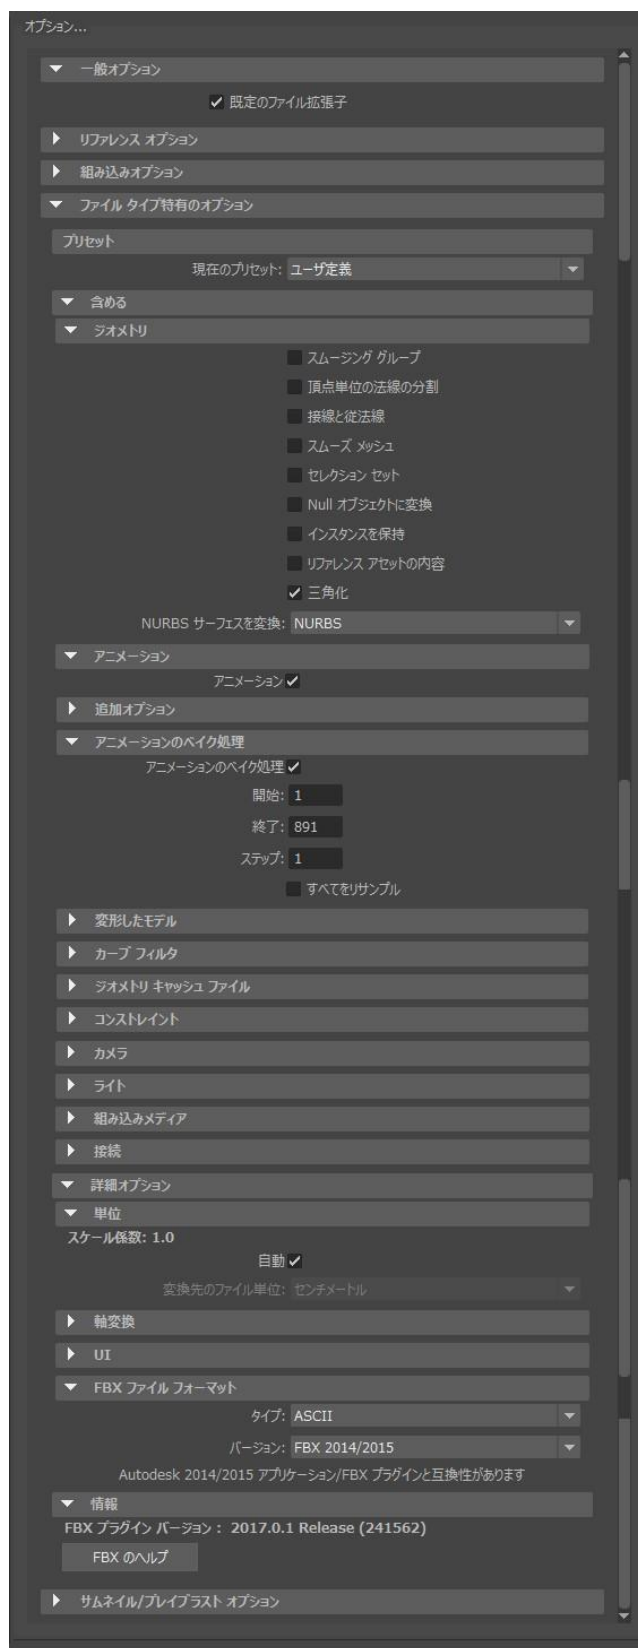 オプション...
一般オプション
既定のファイル拡張子
リファレンス オプション
組み込みオプション
ファイル タイプ特有のオプション
プリセット
現在のプリセット: ユーザ定義
含める
ジオメトリ
スムージング グループ
頂点単位の法線の分割
接線と従法線
スムーズ メッシュ
セレクション セット
Null オブジェクトに変換
インスタンスを保持
リファレンス アセットの内容
三角化
NURBS サーフェスを変換: NURBS
アニメーション
アニメーション
追加オプション
アニメーションのベイク処理
アニメーションのベイク処理
開始: 1
終了: 891
ステップ: 1
すべてをリサンプル
変形したモデル
カーブ フィルタ
ジオメトリ キャッシュ ファイル
コンストレイント
カメラ
ライト
組み込みメディア
接続
詳細オプション
単位
スケール係数: 1.0
自動
変換先のファイル単位: センチメートル
軸変換
UI
FBX ファイル フォーマット
タイプ: ASCII
バージョン: FBX 2014/2015
Autodesk 2014/2015 アプリケーション/FBX プラグインと互換性があります
情報
FBX プラグイン バージョン : 2017.0.1 Release (241562)
FBX のヘルプ
サムネイル/プレイブラスト オプション